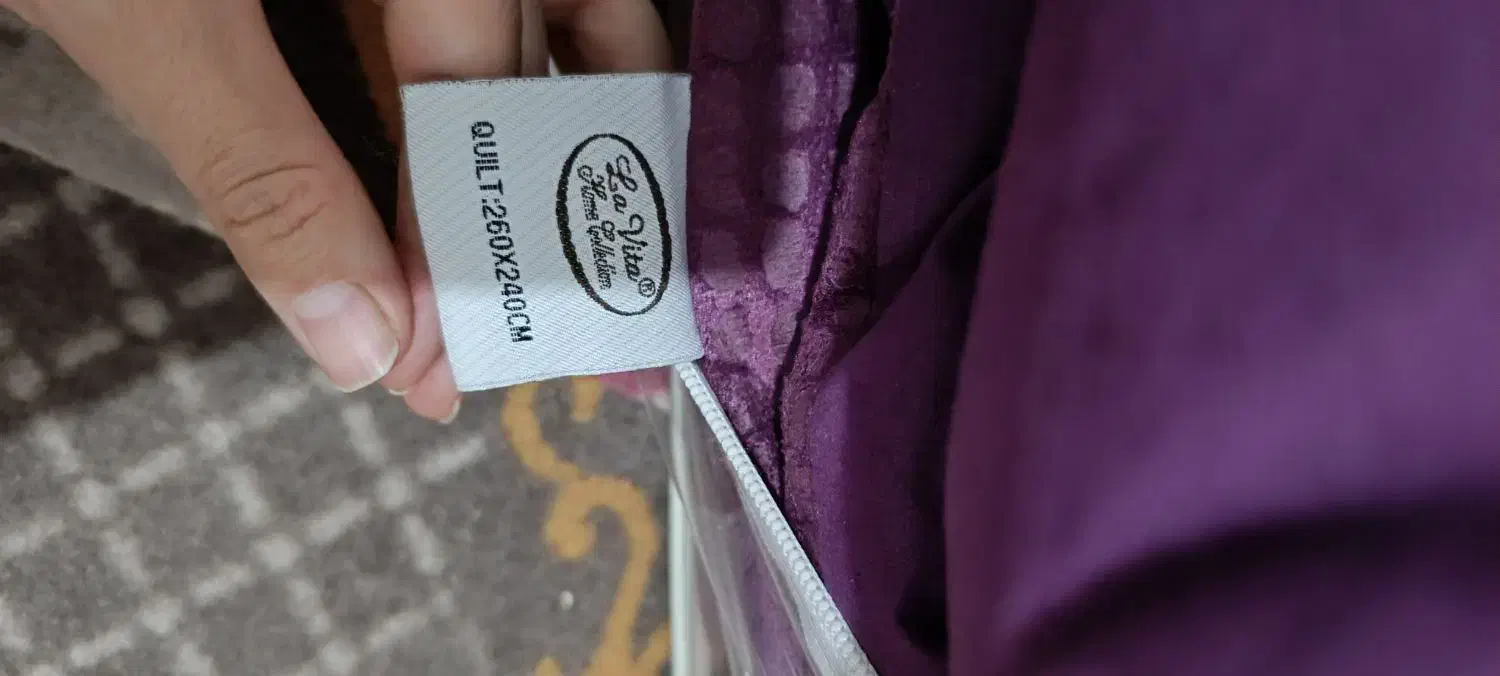 La Vita®
Home Collection
QUILT:260X240CM